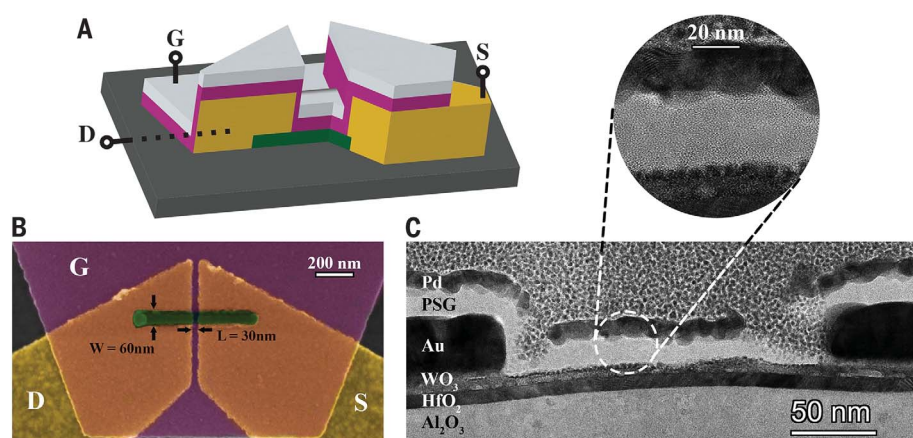 A
G
S
D
20 nm
B
G
200 nm
W = 60nm
L = 30nm
D
S
C
Pd
PSG
Au
WO₃
HfO₂
Al₂O₃
50 nm